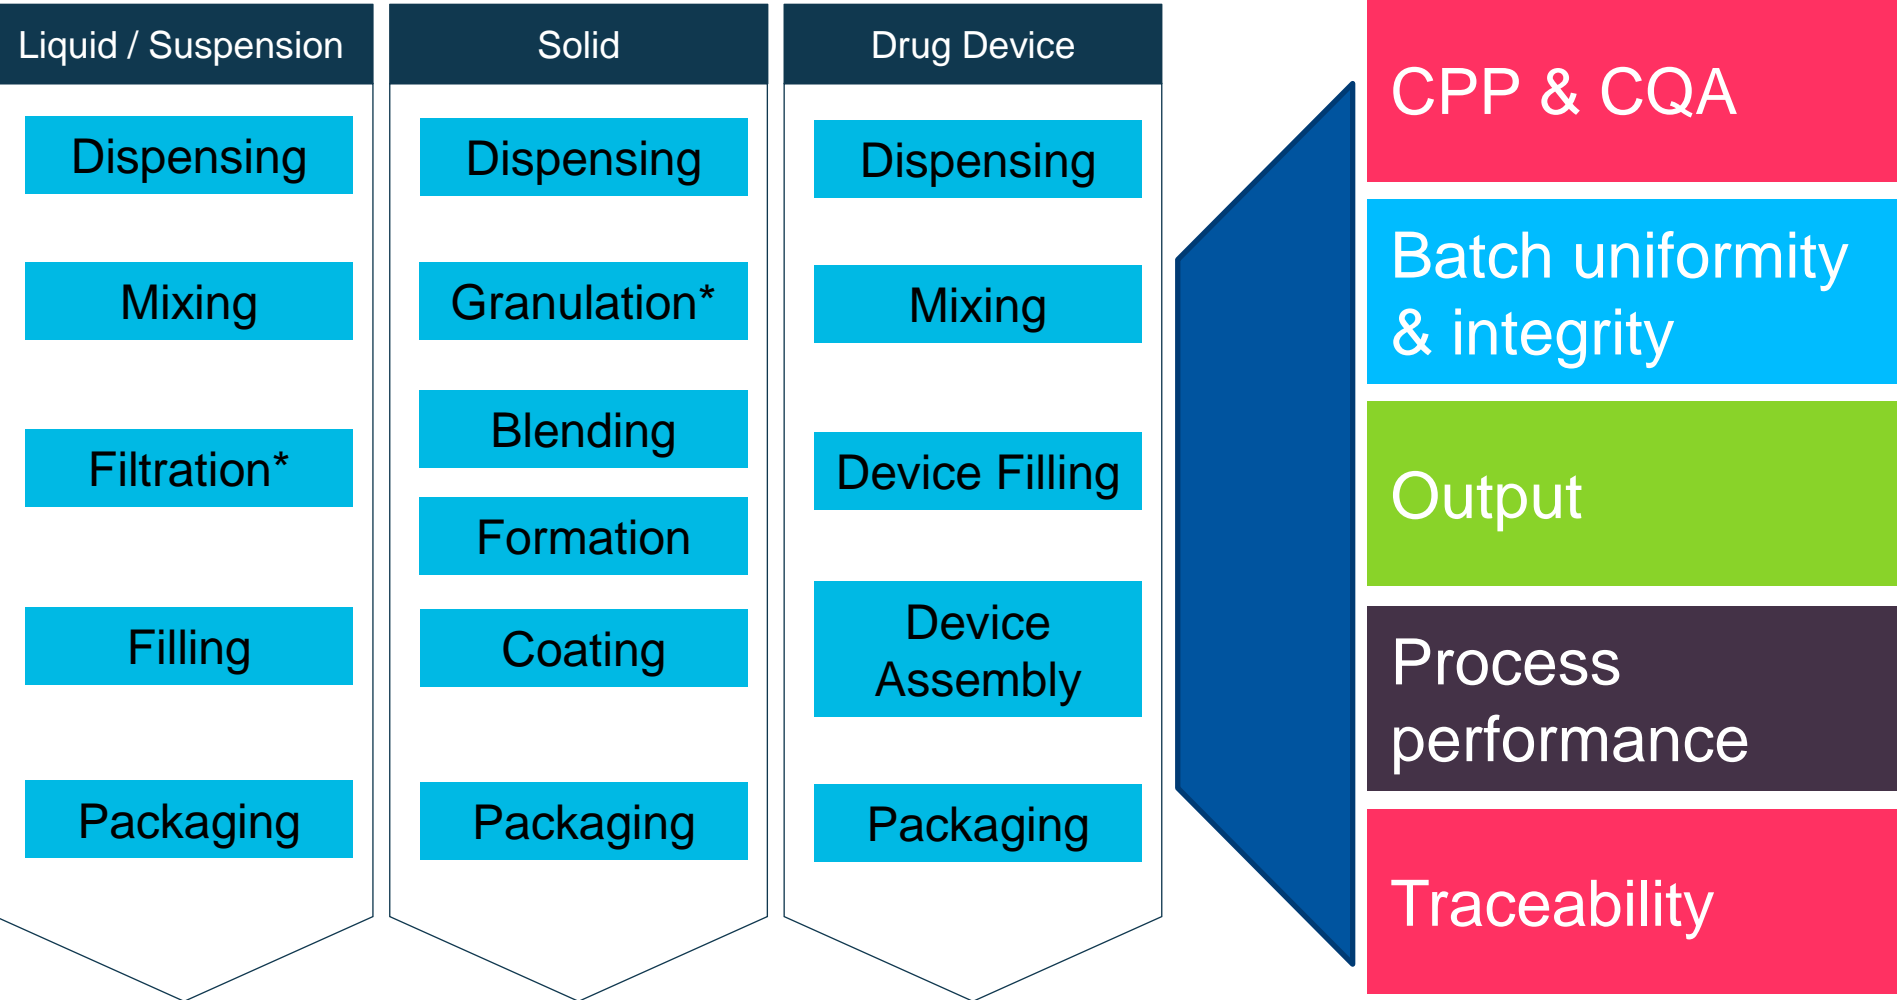 Liquid / Suspension
Dispensing
Mixing
Filtration*
Filling
Packaging
Solid
Dispensing
Granulation*
Blending
Formation
Coating
Packaging
Drug Device
Dispensing
Mixing
Device Filling
Device
Assembly
Packaging
CPP & CQA
Batch uniformity
& integrity
Output
Process
performance
Traceability